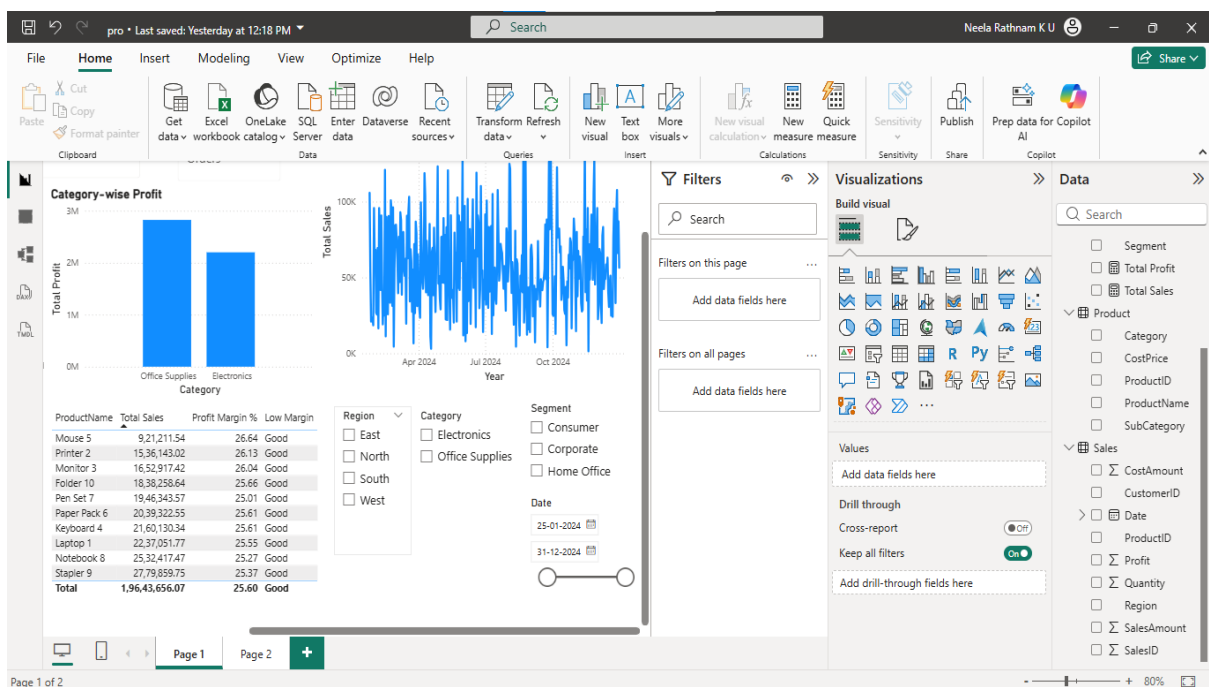 pro • Last saved: Yesterday at 12:18 PM
Search
Neela Rathnam K U
File Home Insert Modeling View Optimize Help
Share
Paste
Cut
Copy
Format painter
Clipboard
Get data
Excel workbook
OneLake catalog
SQL Server
Enter data
Dataverse
Recent sources
Data
Transform data
Refresh
Queries
New visual
Text box
More visuals
Insert
New visual calculation
New measure
Quick measure
Calculations
Sensitivity
Sensitivity
Publish
Share
Prep data for AI
Copilot
Copilot
DAX
TMDL
Orders
Category-wise Profit
Total Profit
3M
2M
1M
0M
Office Supplies Electronics
Category
Total Sales
100K
50K
0K
Apr 2024 Jul 2024 Oct 2024
Year
ProductName Total Sales Profit Margin % Low Margin
Mouse 5 9,21,211.54 26.64 Good
Printer 2 15,36,143.02 26.13 Good
Monitor 3 16,52,917.42 26.04 Good
Folder 10 18,38,258.64 25.66 Good
Pen Set 7 19,46,343.57 25.01 Good
Paper Pack 6 20,39,322.55 25.61 Good
Keyboard 4 21,60,130.34 25.61 Good
Laptop 1 22,37,051.77 25.55 Good
Notebook 8 25,32,417.47 25.27 Good
Stapler 9 27,79,859.75 25.37 Good
Total 1,96,43,656.07 25.60 Good
Region
East
North
South
West
Category
Electronics
Office Supplies
Segment
Consumer
Corporate
Home Office
Date
25-01-2024
31-12-2024
Filters
Search
Filters on this page ...
Add data fields here
Filters on all pages ...
Add data fields here
Visualizations
Build visual
123
R
Py
...
Values
Add data fields here
Drill through
Cross-report
Off
Keep all filters
On
Add drill-through fields here
Data
Search
Segment
Total Profit
Total Sales
Product
Category
CostPrice
ProductID
ProductName
SubCategory
Sales
CostAmount
CustomerID
Date
ProductID
Profit
Quantity
Region
SalesAmount
SalesID
Page 1
Page 2
+
Page 1 of 2
- + 80%